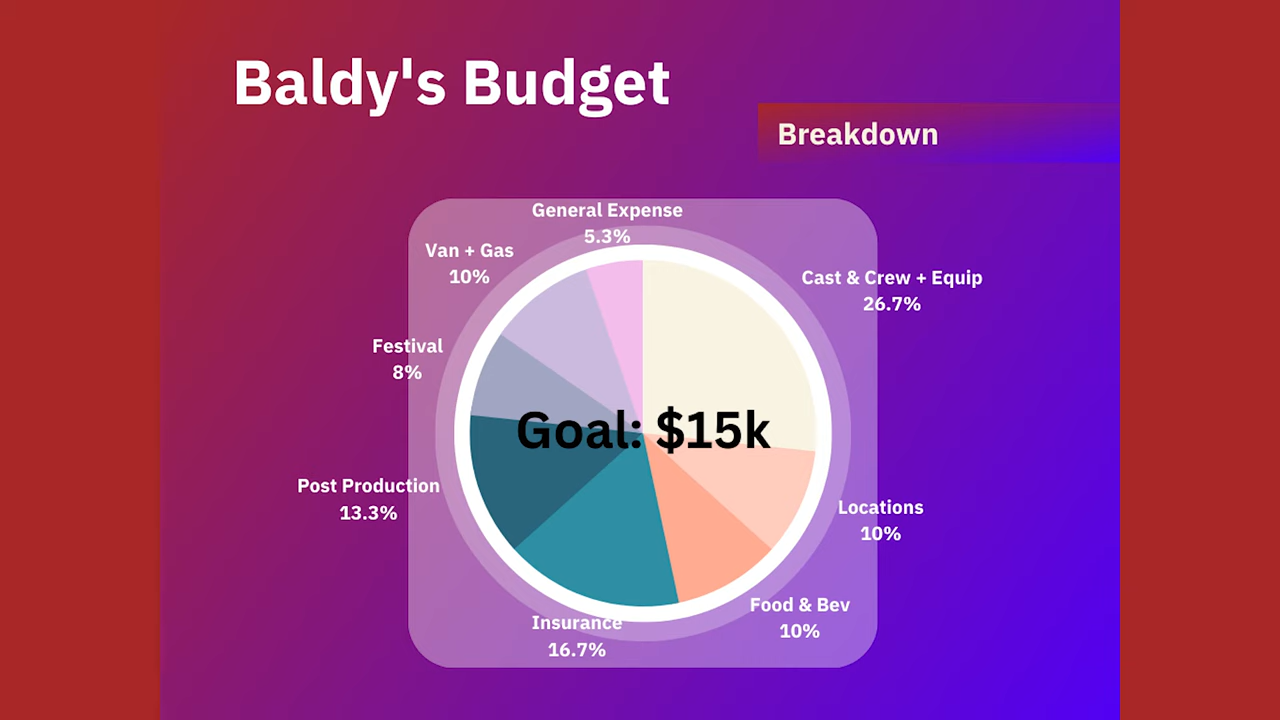 Baldy's Budget
Breakdown
General Expense
5.3%
Van + Gas
10%
Cast & Crew + Equip
26.7%
Festival
8%
Goal: $15k
Post Production
13.3%
Locations
10%
Food & Bev
10%
Insurance
16.7%